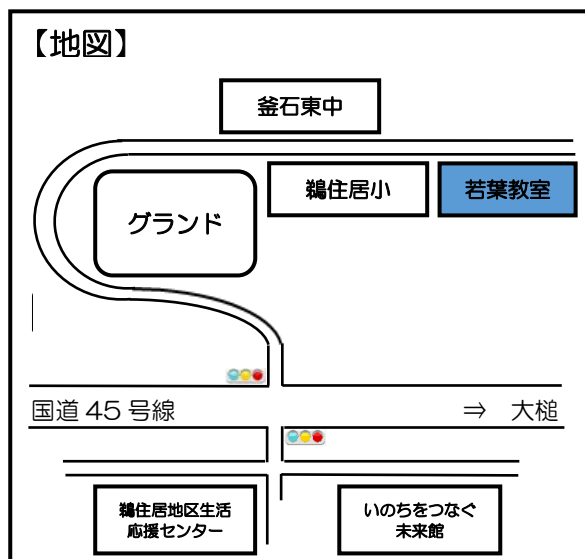 【地図】
釜石東中
鵜住居小
若葉教室
グランド
国道 45 号線
⇒ 大槌
鵜住居地区生活
応援センター
いのちをつなぐ
未来館